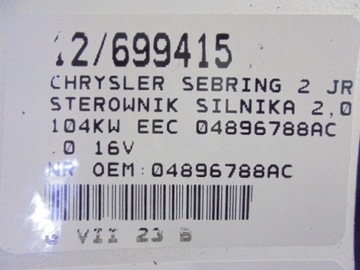 12/699415
CHRYSLER SEBRING 2 JR
STEROWNIK SILNIKA 2,0
104KW EEC 04896788AC
.0 16V
NR OEM:04896788AC
G VII 23 B